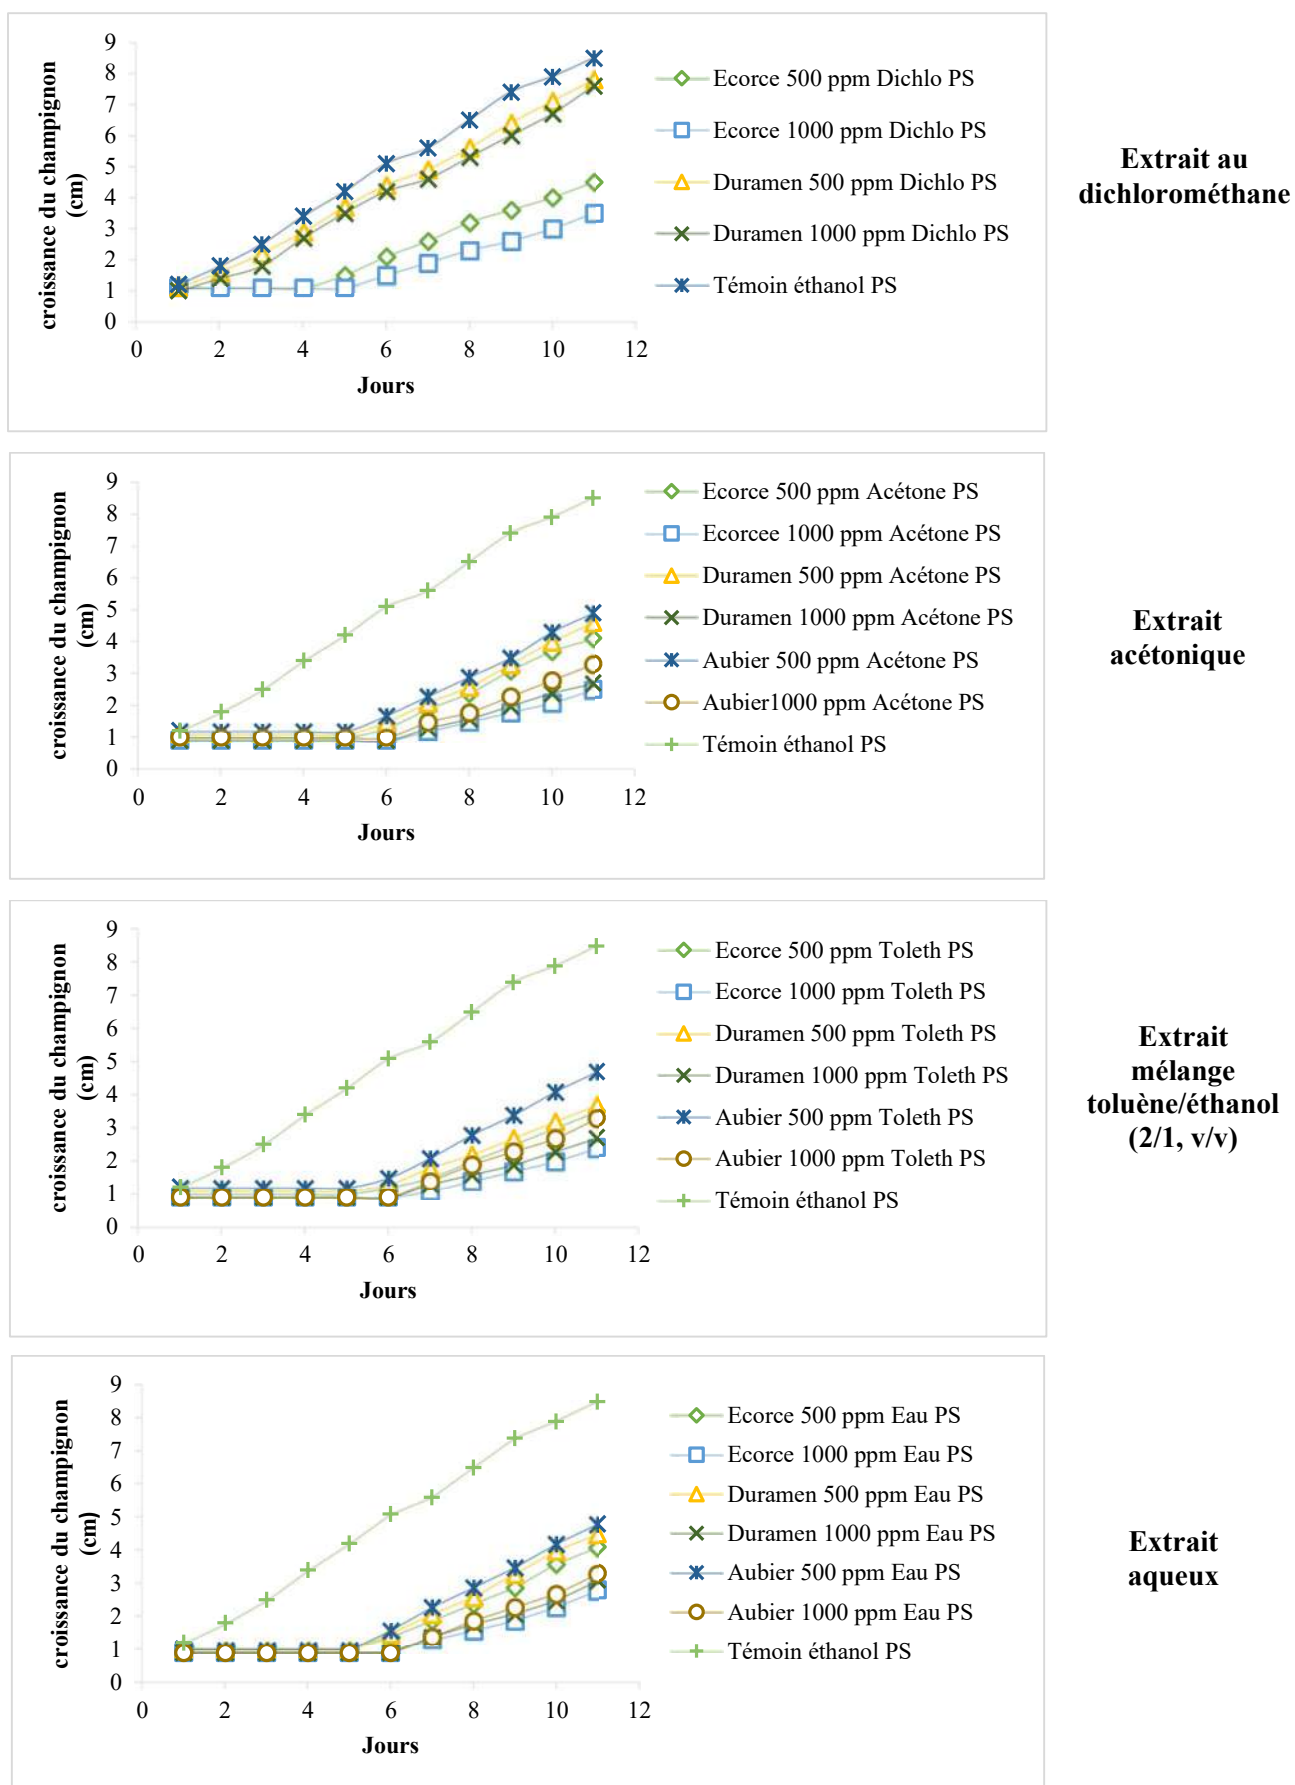 9
8
7
6
5
4
3
2
1
0
croissance du champignon
(cm)
0 2 4 6 8 10 12
Jours
Ecorce 500 ppm Dichlo PS
Ecorce 1000 ppm Dichlo PS
Duramen 500 ppm Dichlo PS
Duramen 1000 ppm Dichlo PS
Témoin éthanol PS
Extrait au
dichlorométhane
9
8
7
6
5
4
3
2
1
0
croissance du champignon
(cm)
0 2 4 6 8 10 12
Jours
Ecorce 500 ppm Acétone PS
Ecorcee 1000 ppm Acétone PS
Duramen 500 ppm Acétone PS
Duramen 1000 ppm Acétone PS
Aubier 500 ppm Acétone PS
Aubier1000 ppm Acétone PS
Témoin éthanol PS
Extrait
acétonique
9
8
7
6
5
4
3
2
1
0
croissance du champignon
(cm)
0 2 4 6 8 10 12
Jours
Ecorce 500 ppm Toleth PS
Ecorce 1000 ppm Toleth PS
Duramen 500 ppm Toleth PS
Duramen 1000 ppm Toleth PS
Aubier 500 ppm Toleth PS
Aubier 1000 ppm Toleth PS
Témoin éthanol PS
Extrait
mélange
toluène/éthanol
(2/1, v/v)
9
8
7
6
5
4
3
2
1
0
croissance du champignon
(cm)
0 2 4 6 8 10 12
Jours
Ecorce 500 ppm Eau PS
Ecorce 1000 ppm Eau PS
Duramen 500 ppm Eau PS
Duramen 1000 ppm Eau PS
Aubier 500 ppm Eau PS
Aubier 1000 ppm Eau PS
Témoin éthanol PS
Extrait
aqueux